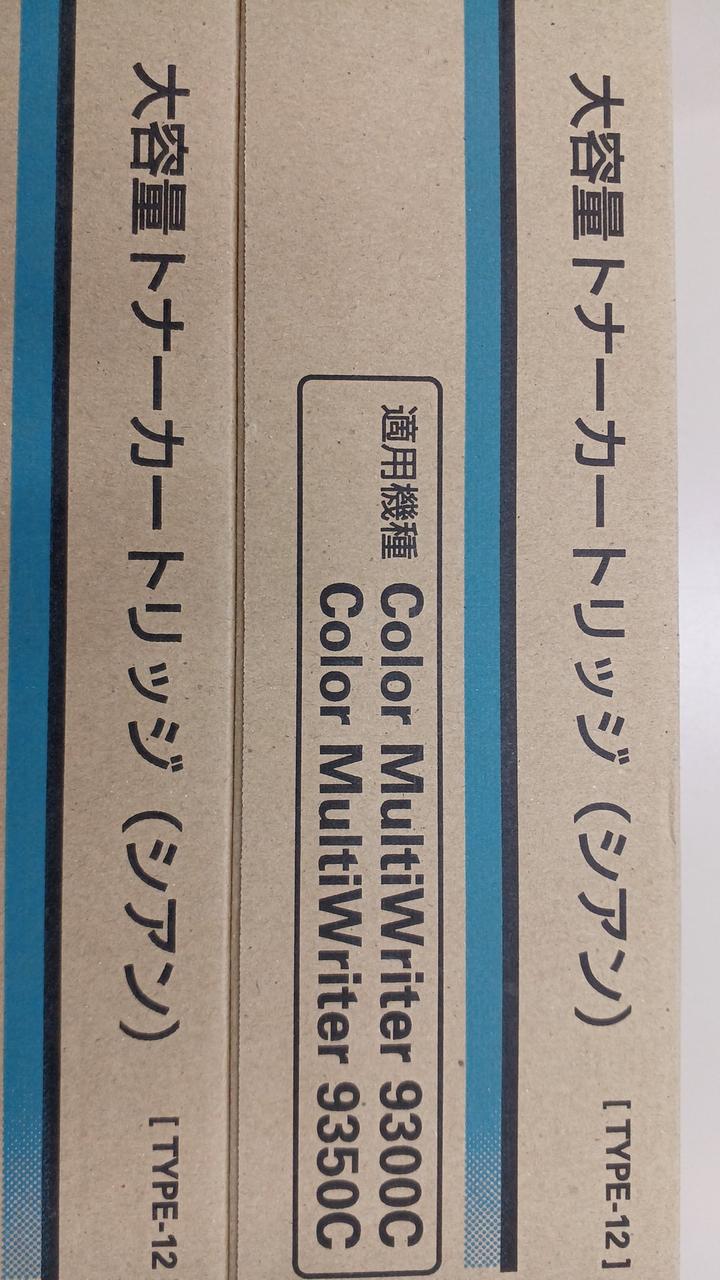 大容量トナーカートリッジ（シアン） [ TYPE-12 ]
適用機種 Color MultiWriter 9300C
Color MultiWriter 9350C
大容量トナーカートリッジ（シアン） [ TYPE-12